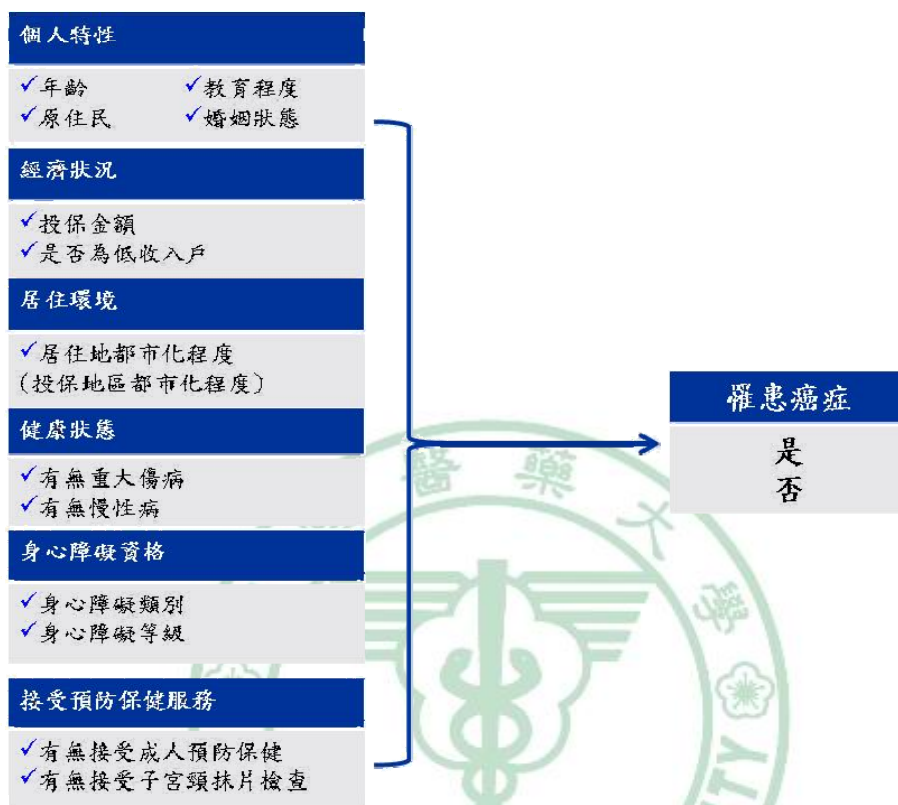 個人特性
✓年齡 ✓教育程度
✓原住民 ✓婚姻狀態
經濟狀況
✓投保金額
✓是否為低收入戶
居住環境
✓居住地都市化程度
(投保地區都市化程度)
健康狀態
✓有無重大傷病
✓有無慢性病
身心障礙資格
✓身心障礙類別
✓身心障礙等級
接受預防保健服務
✓有無接受成人預防保健
✓有無接受子宮頸抹片檢查
罹患癌症
是
否
醫藥大學
ITY